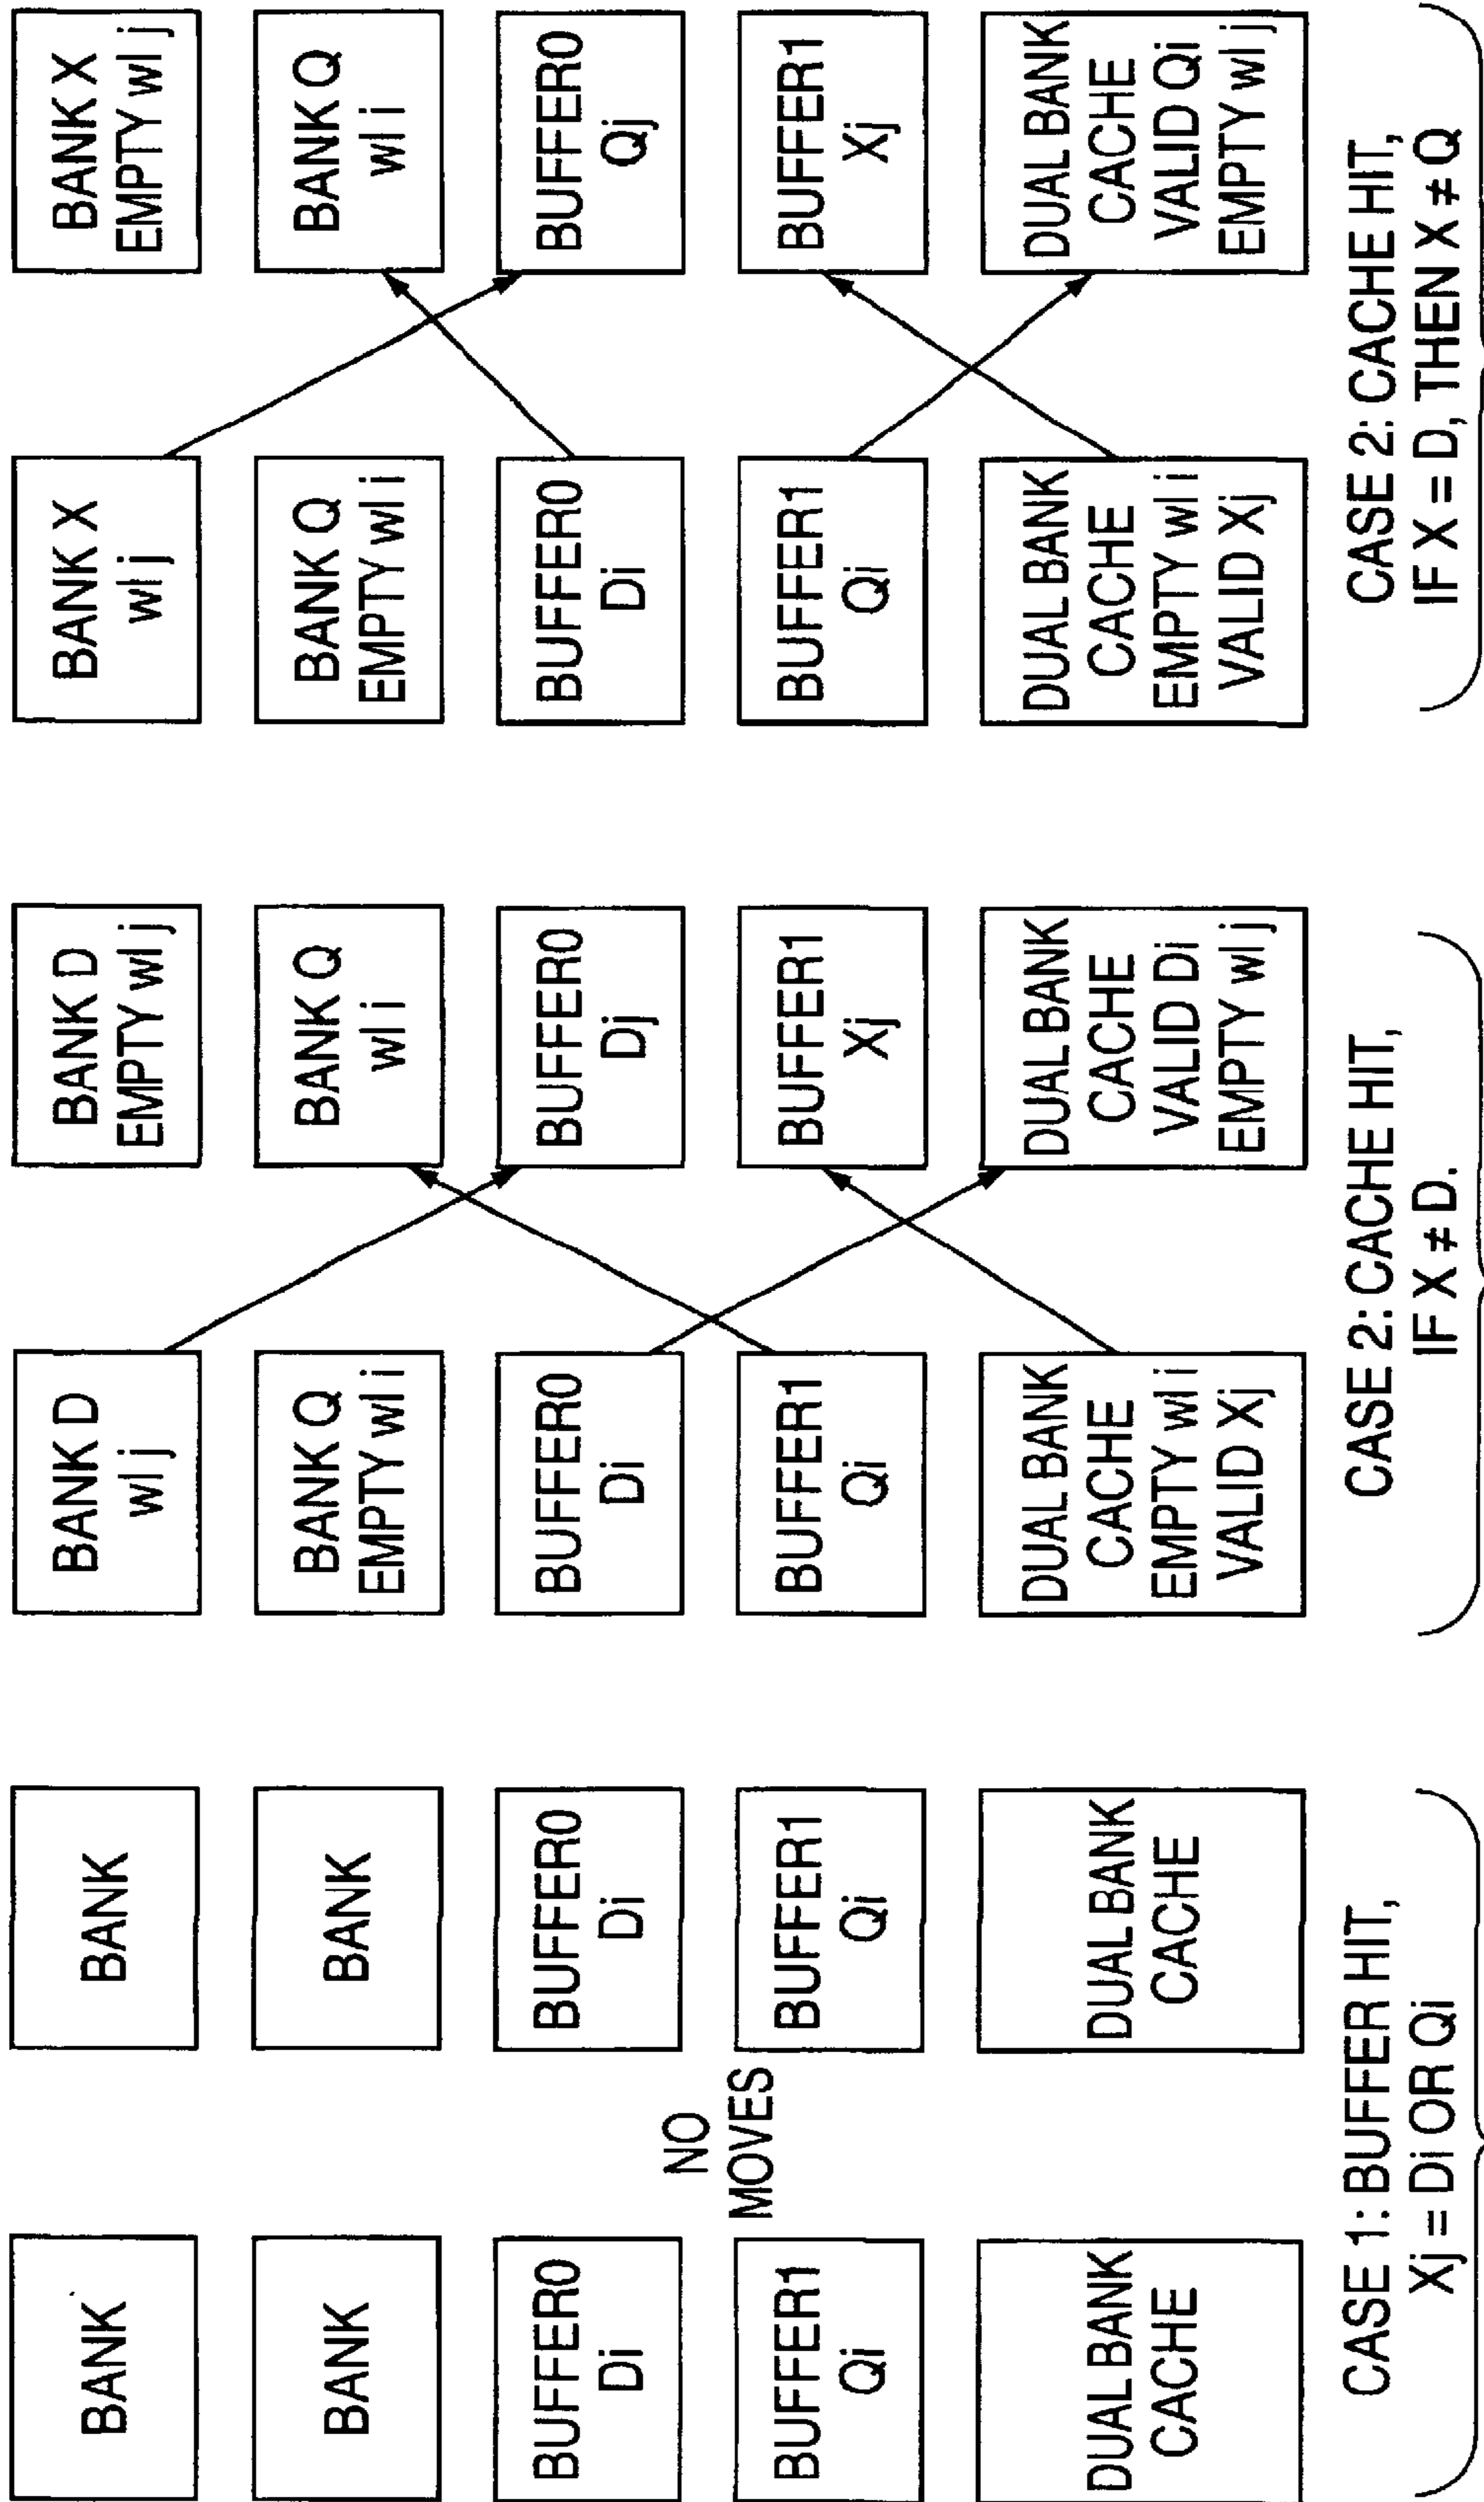 BANK
BANK
BUFFER0
Di
BUFFER1
Qi
DUAL BANK
CACHE
NO
MOVES
BANK
BANK
BUFFER0
Di
BUFFER1
Qi
DUAL BANK
CACHE
CASE 1: BUFFER HIT,
Xj = Di OR Qi
BANK D
wl j
BANK Q
EMPTY wl i
BUFFER0
Di
BUFFER1
Qi
DUAL BANK
CACHE
EMPTY wl i
VALID Xj
BANK D
EMPTY wl j
BANK Q
wl i
BUFFER0
Dj
BUFFER1
Xj
DUAL BANK
CACHE
VALID Di
EMPTY wl j
CASE 2: CACHE HIT,
IF X ≠ D.
BANK X
wl j
BANK Q
EMPTY wl i
BUFFER0
Di
BUFFER1
Qi
DUAL BANK
CACHE
EMPTY wl i
VALID Xj
BANK X
EMPTY wl j
BANK Q
wl i
BUFFER0
Qj
BUFFER1
Xj
DUAL BANK
CACHE
VALID Qi
EMPTY wl j
CASE 2: CACHE HIT,
IF X = D, THEN X ≠ Q